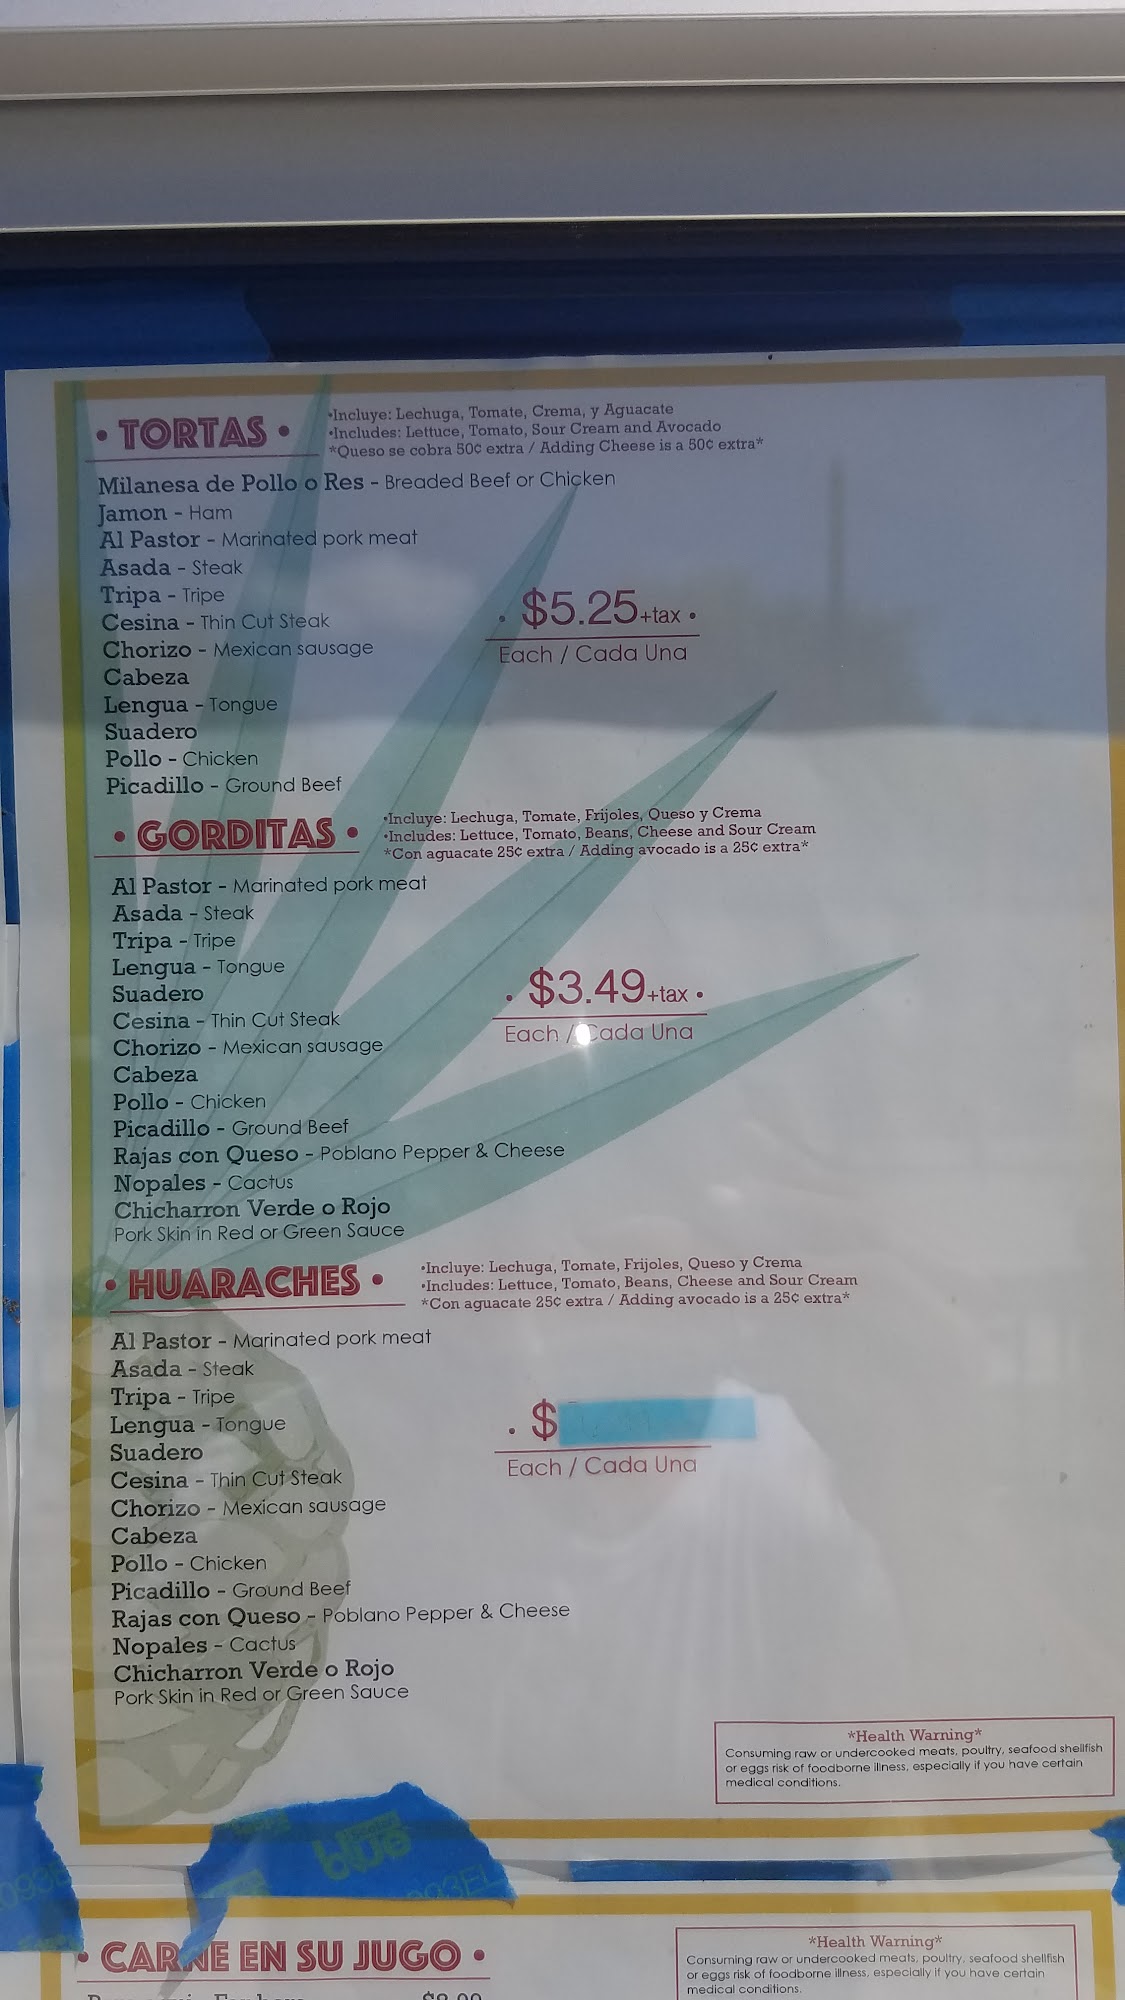 • TORTAS •
•Incluye: Lechuga, Tomate, Crema, y Aguacate
•Includes: Lettuce, Tomato, Sour Cream and Avocado
*Queso se cobra 50¢ extra / Adding Cheese is a 50¢ extra*
Milanesa de Pollo o Res - Breaded Beef or Chicken
Jamon - Ham
Al Pastor - Marinated pork meat
Asada - Steak
Tripa - Tripe
Cesina - Thin Cut Steak
Chorizo - Mexican sausage
Cabeza
Lengua - Tongue
Suadero
Pollo - Chicken
Picadillo - Ground Beef
• $5.25+tax •
Each / Cada Una
• GORDITAS •
•Incluye: Lechuga, Tomate, Frijoles, Queso y Crema
•Includes: Lettuce, Tomato, Beans, Cheese and Sour Cream
*Con aguacate 25¢ extra / Adding avocado is a 25¢ extra*
Al Pastor - Marinated pork meat
Asada - Steak
Tripa - Tripe
Lengua - Tongue
Suadero
Cesina - Thin Cut Steak
Chorizo - Mexican sausage
Cabeza
Pollo - Chicken
Picadillo - Ground Beef
Rajas con Queso - Poblano Pepper & Cheese
Nopales - Cactus
Chicharron Verde o Rojo
Pork Skin in Red or Green Sauce
• $3.49+tax •
Each / Cada Una
• HUARACHES •
•Incluye: Lechuga, Tomate, Frijoles, Queso y Crema
•Includes: Lettuce, Tomato, Beans, Cheese and Sour Cream
*Con aguacate 25¢ extra / Adding avocado is a 25¢ extra*
Al Pastor - Marinated pork meat
Asada - Steak
Tripa - Tripe
Lengua - Tongue
Suadero
Cesina - Thin Cut Steak
Chorizo - Mexican sausage
Cabeza
Pollo - Chicken
Picadillo - Ground Beef
Rajas con Queso - Poblano Pepper & Cheese
Nopales - Cactus
Chicharron Verde o Rojo
Pork Skin in Red or Green Sauce
• $
Each / Cada Una
*Health Warning*
Consuming raw or undercooked meats, poultry, seafood shellfish
or eggs risk of foodborne illness, especially if you have certain
medical conditions.
blue
093EL
• CARNE EN SU JUGO •
*Health Warning*
Consuming raw or undercooked meats, poultry, seafood shellfish
or eggs risk of foodborne illness, especially if you have certain
medical conditions.